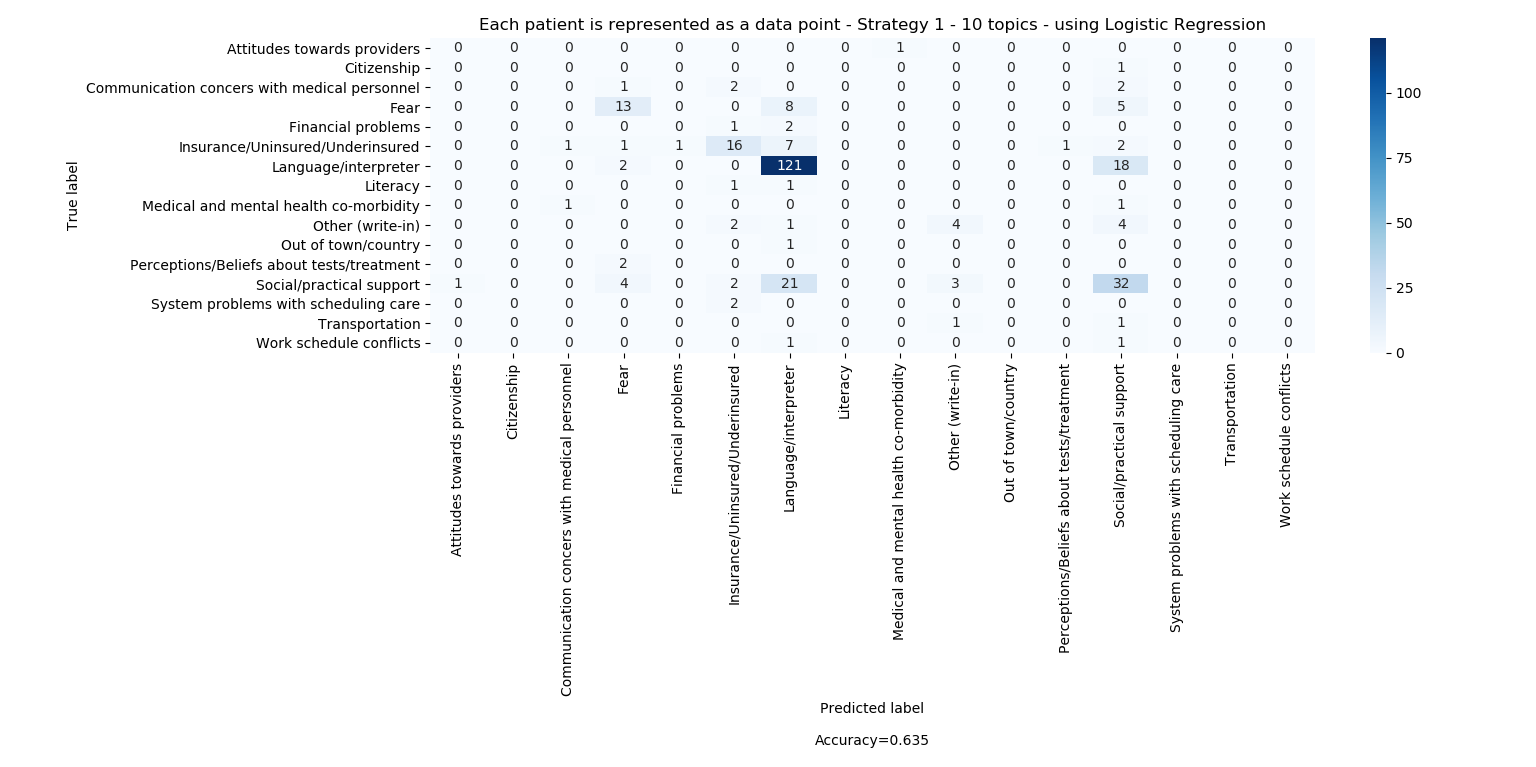 Each patient is represented as a data point - Strategy 1 - 10 topics - using Logistic Regression
Attitudes towards providers 0 0 0 0 0 0 0 0 1 0 0 0 0 0 0 0
Citizenship 0 0 0 0 0 0 0 0 0 0 0 0 1 0 0 0
Communication concers with medical personnel 0 0 0 1 0 2 0 0 0 0 0 0 2 0 0 0
Fear 0 0 0 13 0 0 8 0 0 0 0 0 5 0 0 0
Financial problems 0 0 0 0 0 1 2 0 0 0 0 0 0 0 0 0
Insurance/Uninsured/Underinsured 0 0 1 1 1 16 7 0 0 0 0 1 2 0 0 0
Language/interpreter 0 0 0 2 0 0 121 0 0 0 0 0 18 0 0 0
Literacy 0 0 0 0 0 1 1 0 0 0 0 0 0 0 0 0
Medical and mental health co-morbidity 0 0 1 0 0 0 0 0 0 0 0 0 1 0 0 0
Other (write-in) 0 0 0 0 0 2 1 0 0 4 0 0 4 0 0 0
Out of town/country 0 0 0 0 0 0 1 0 0 0 0 0 0 0 0 0
Perceptions/Beliefs about tests/treatment 0 0 0 2 0 0 0 0 0 0 0 0 0 0 0 0
Social/practical support 1 0 0 4 0 2 21 0 0 3 0 0 32 0 0 0
System problems with scheduling care 0 0 0 0 0 2 0 0 0 0 0 0 0 0 0 0
Transportation 0 0 0 0 0 0 0 0 0 1 0 0 1 0 0 0
Work schedule conflicts 0 0 0 0 0 0 1 0 0 0 0 0 1 0 0 0
True label
Attitudes towards providers
Citizenship
Communication concers with medical personnel
Fear
Financial problems
Insurance/Uninsured/Underinsured
Language/interpreter
Literacy
Medical and mental health co-morbidity
Other (write-in)
Out of town/country
Perceptions/Beliefs about tests/treatment
Social/practical support
System problems with scheduling care
Transportation
Work schedule conflicts
Predicted label
Accuracy=0.635
100
75
50
25
0